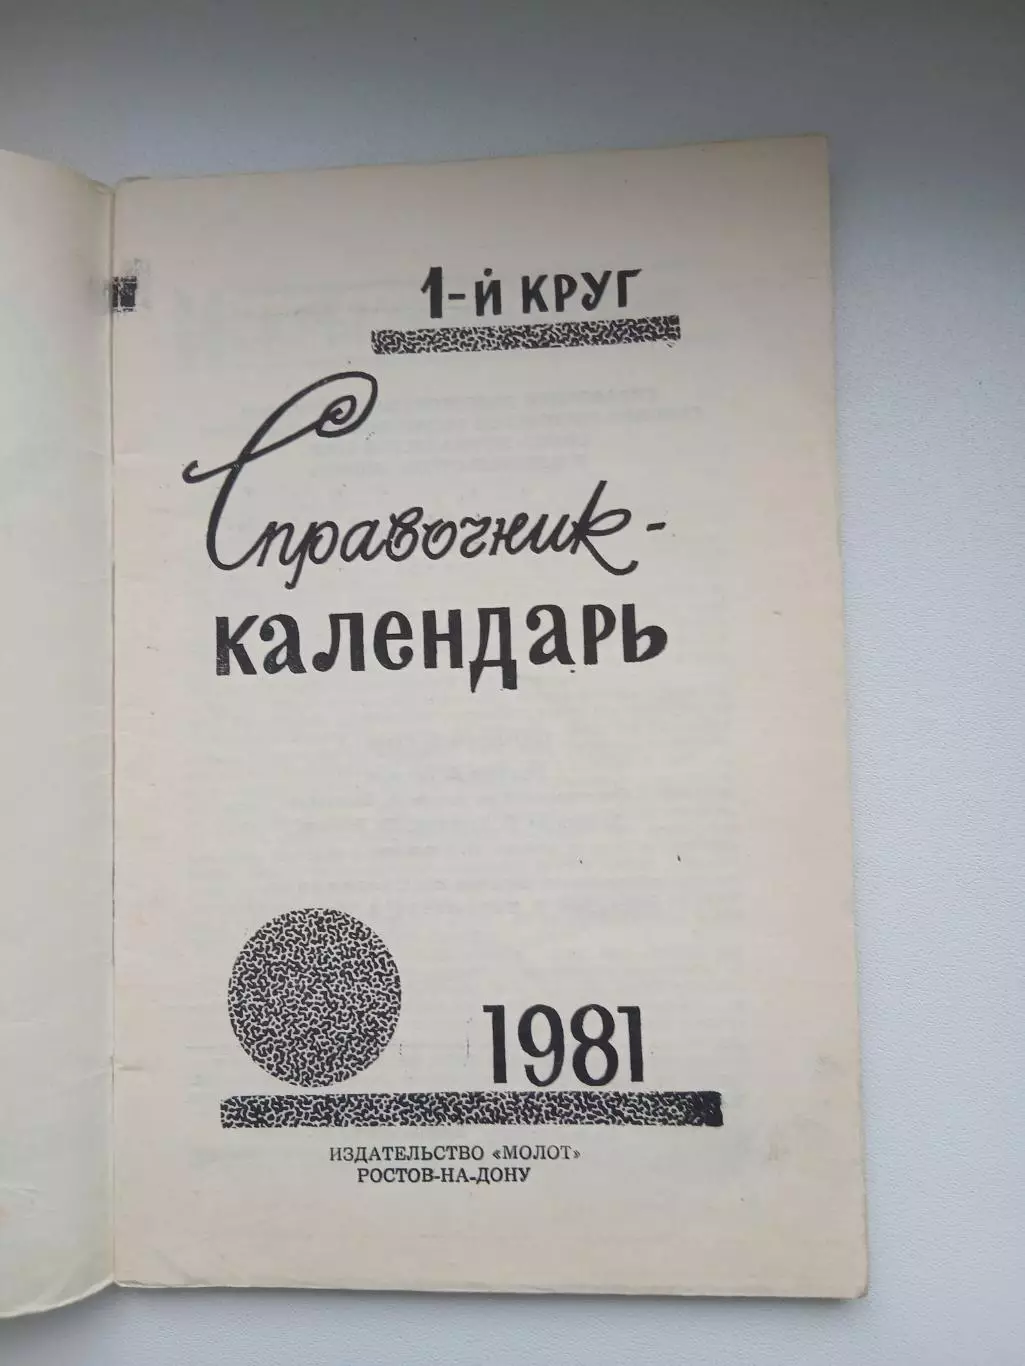 1-й КРУГ
Справочник-
календарь
1981
ИЗДАТЕЛЬСТВО «МОЛОТ»
РОСТОВ-НА-ДОНУ